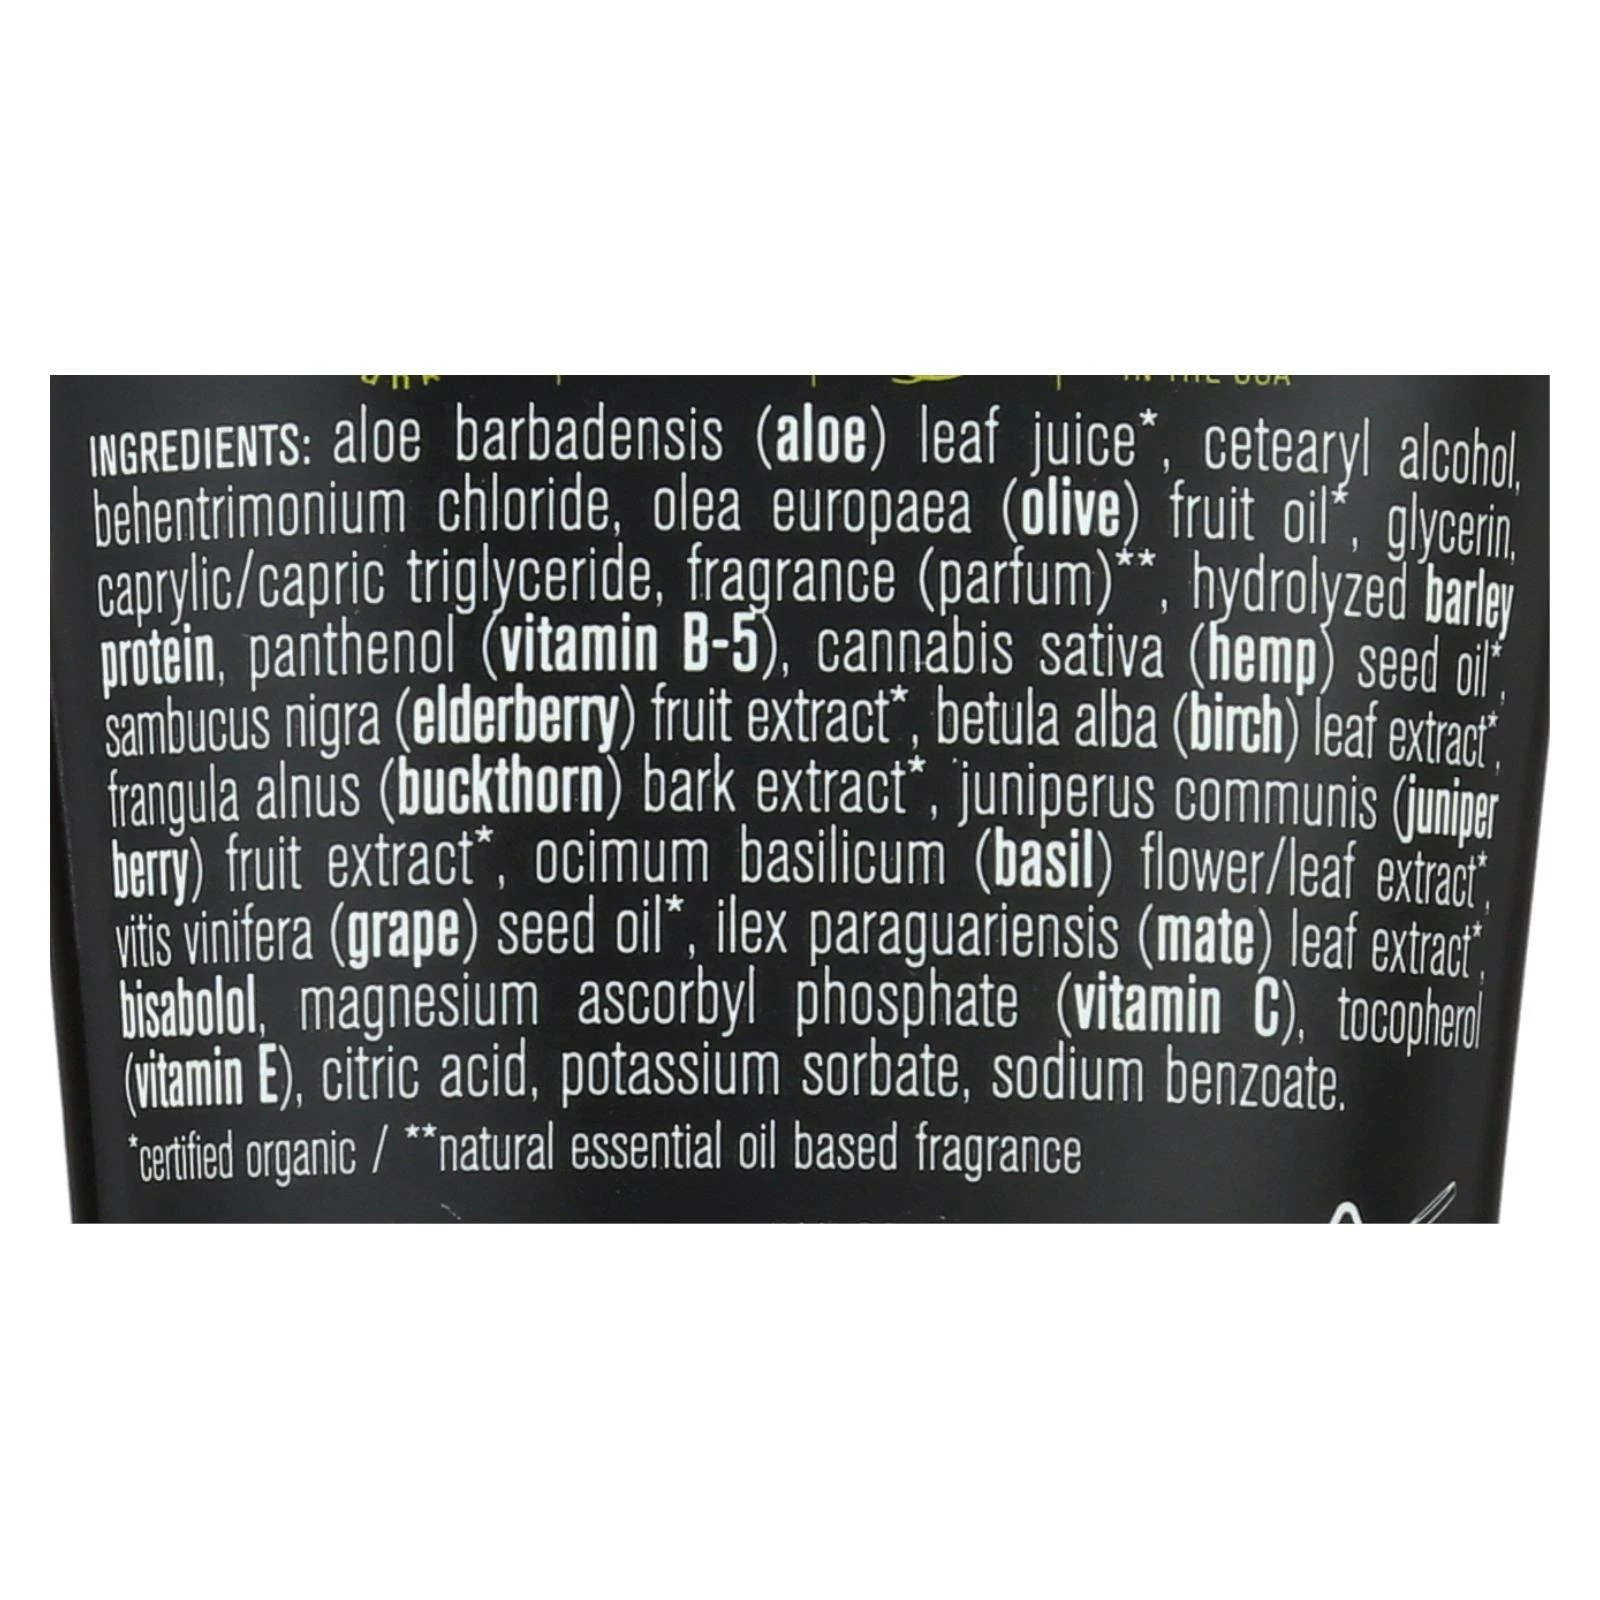 IN THE USA
INGREDIENTS: aloe barbadensis (aloe) leaf juice*, cetearyl alcohol,
behentrimonium chloride, olea europaea (olive) fruit oil*, glycerin,
caprylic/capric triglyceride, fragrance (parfum)**, hydrolyzed barley
protein, panthenol (vitamin B-5), cannabis sativa (hemp) seed oil*,
sambucus nigra (elderberry) fruit extract*, betula alba (birch) leaf extract*,
frangula alnus (buckthorn) bark extract*, juniperus communis (juniper
berry) fruit extract*, ocimum basilicum (basil) flower/leaf extract*,
vitis vinifera (grape) seed oil*, ilex paraguariensis (mate) leaf extract*,
bisabolol, magnesium ascorbyl phosphate (vitamin C), tocopherol
(vitamin E), citric acid, potassium sorbate, sodium benzoate.
*certified organic / **natural essential oil based fragrance